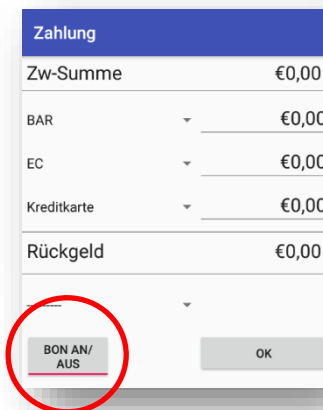 Zahlung
Zw-Summe €0,00
BAR €0,00
EC €0,00
Kreditkarte €0,00
Rückgeld €0,00
---------
BON AN/
AUS
OK